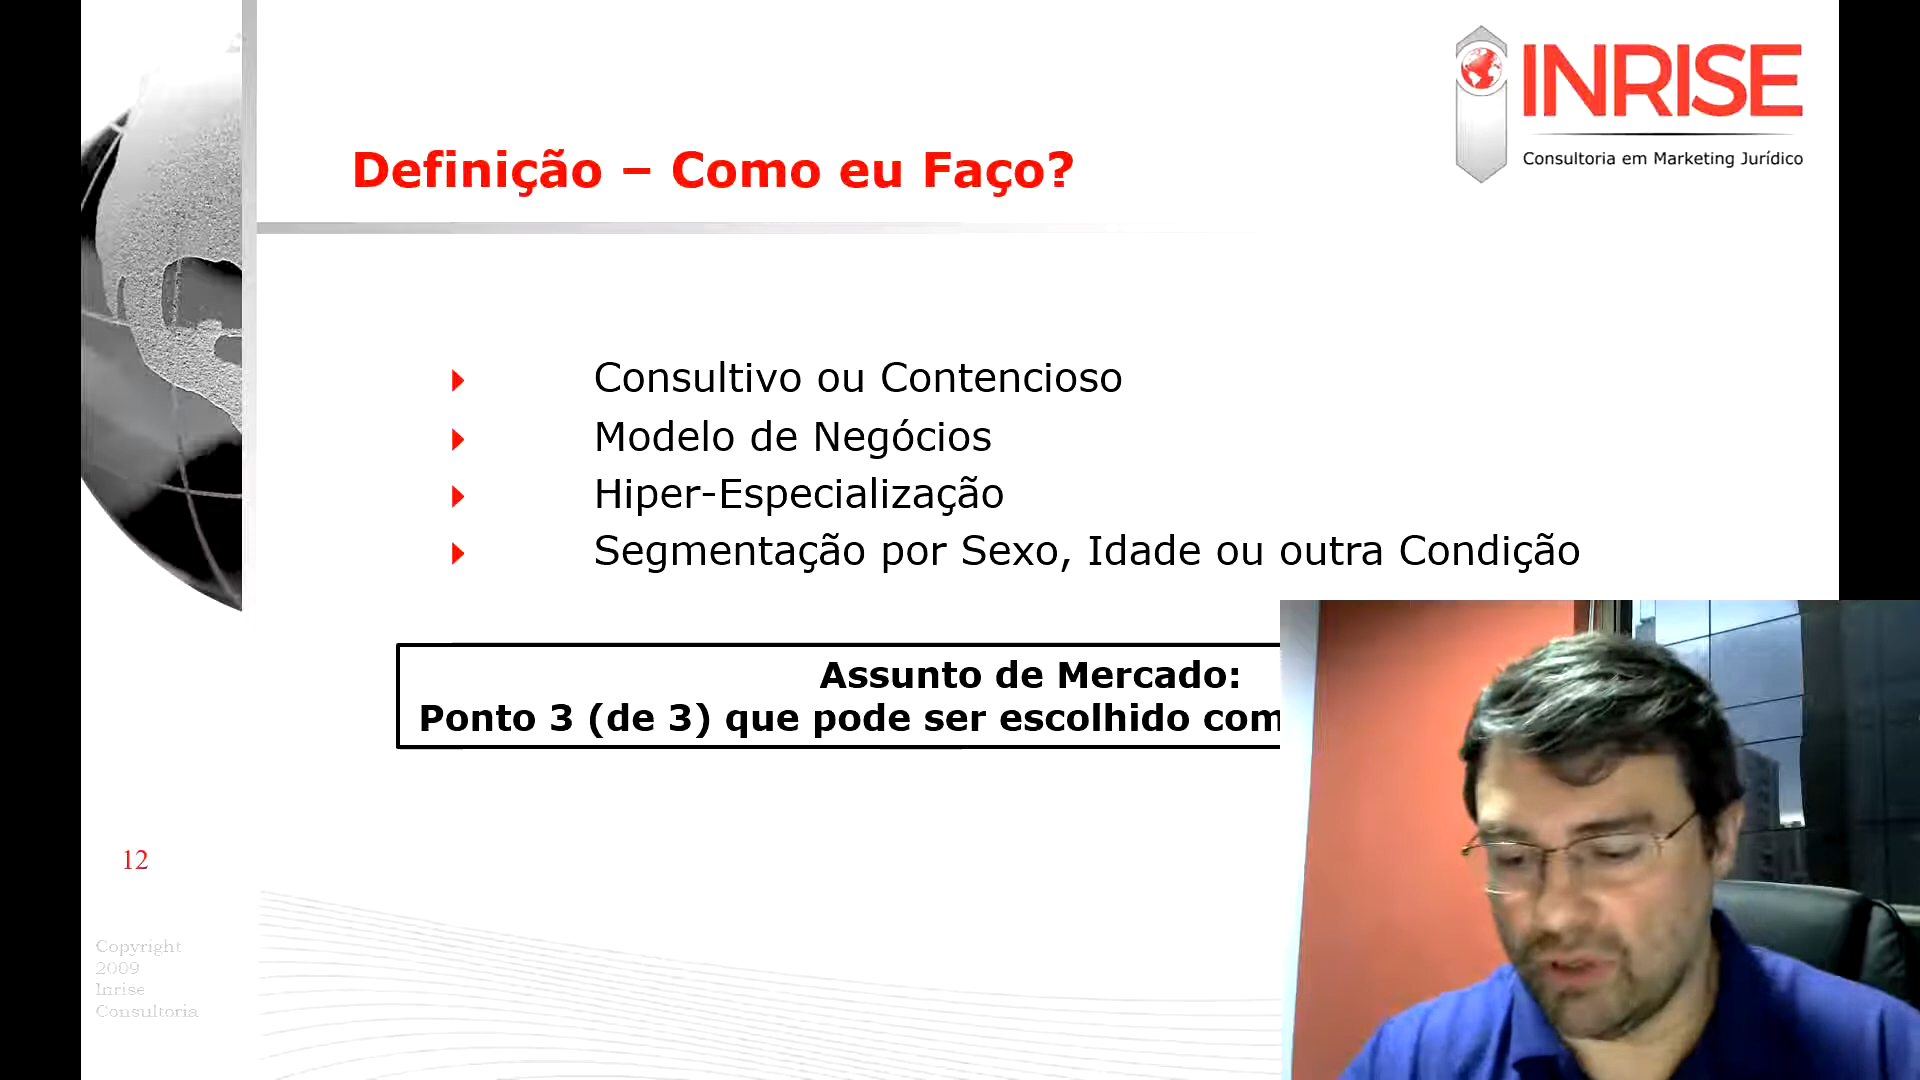 INRISE
Consultoria em Marketing Jurídico
Definição – Como eu Faço?
Consultivo ou Contencioso
Modelo de Negócios
Hiper-Especialização
Segmentação por Sexo, Idade ou outra Condição
Assunto de Mercado:
Ponto 3 (de 3) que pode ser escolhido com
12
Copyright
2009
Inrise
Consultoria